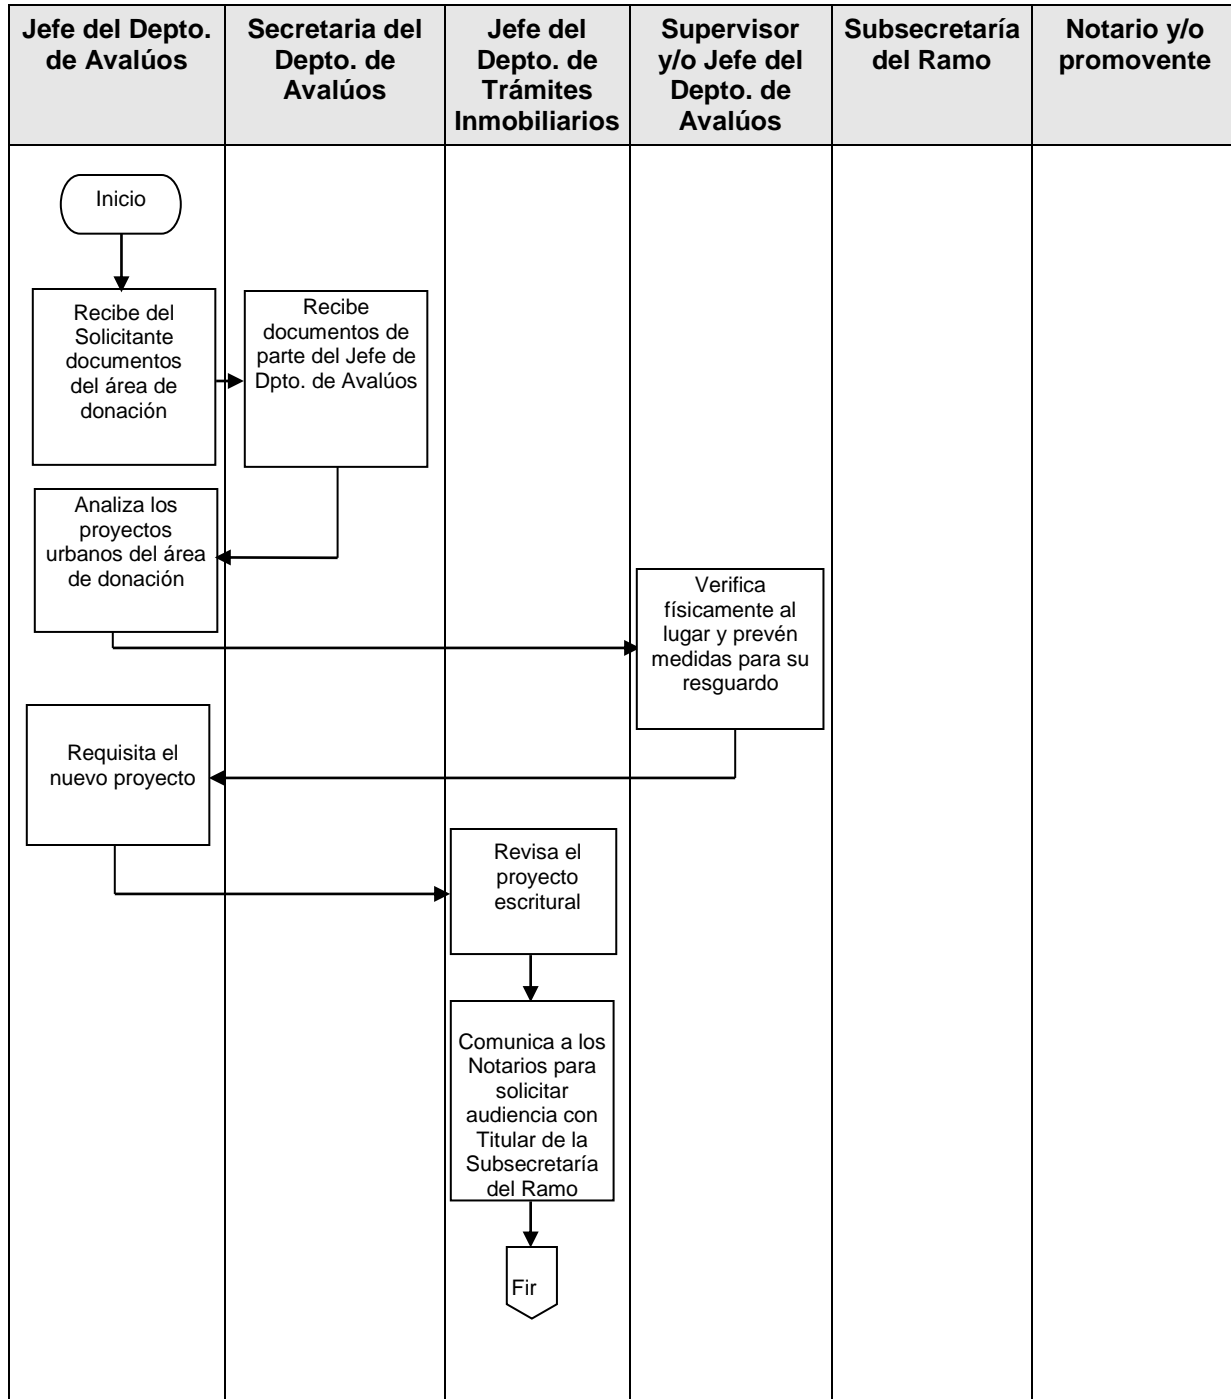 Jefe del Depto.
de Avalúos
Secretaria del
Depto. de
Avalúos
Jefe del
Depto. de
Trámites
Inmobiliarios
Supervisor
y/o Jefe del
Depto. de
Avalúos
Subsecretaría
del Ramo
Notario y/o
promovente
Inicio
Recibe del
Solicitante
documentos
del área de
donación
Recibe
documentos de
parte del Jefe de
Dpto. de Avalúos
Analiza los
proyectos
urbanos del área
de donación
Verifica
físicamente al
lugar y prevén
medidas para su
resguardo
Requisita el
nuevo proyecto
Revisa el
proyecto
escritural
Comunica a los
Notarios para
solicitar
audiencia con
Titular de la
Subsecretaría
del Ramo
Fir